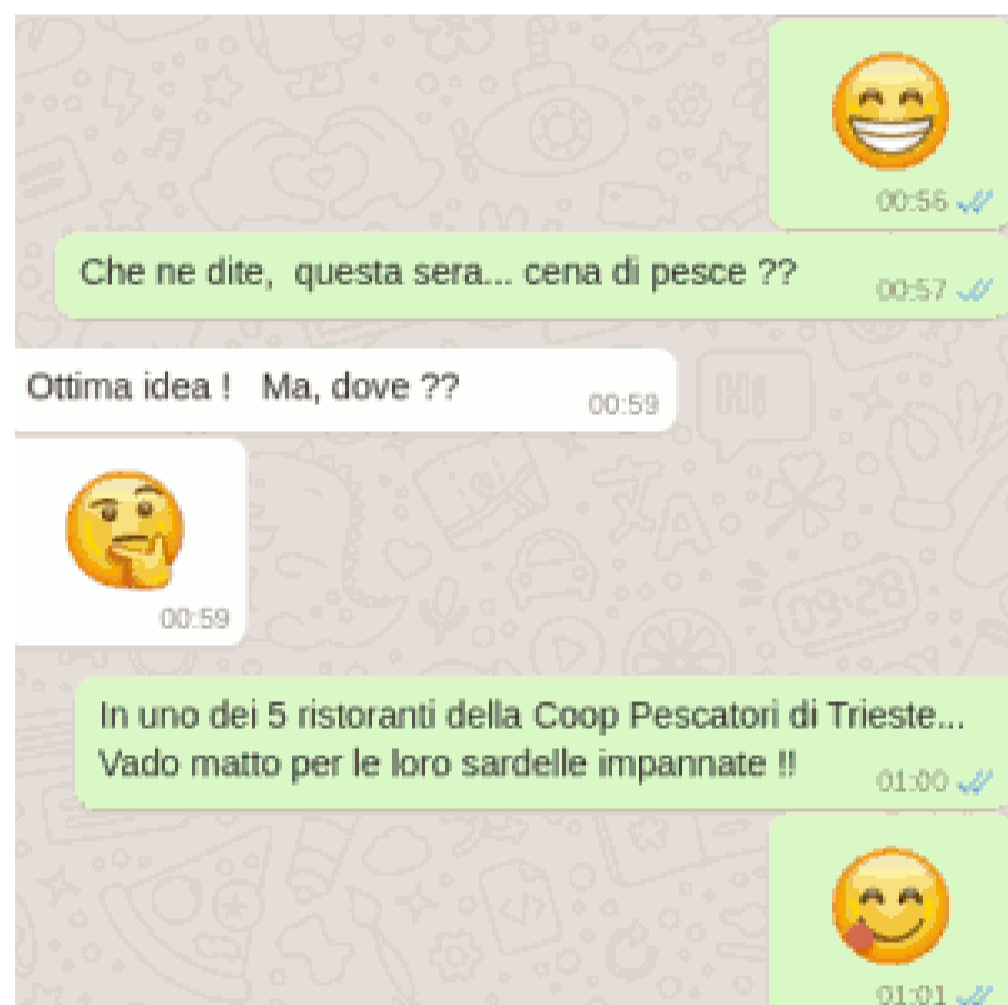 00:56
Che ne dite,  questa sera... cena di pesce ??
00:57
Ottima idea !   Ma, dove ??
00:59
00:59
In uno dei 5 ristoranti della Coop Pescatori di Trieste...
Vado matto per le loro sardelle impannate !!
01:00
01:01